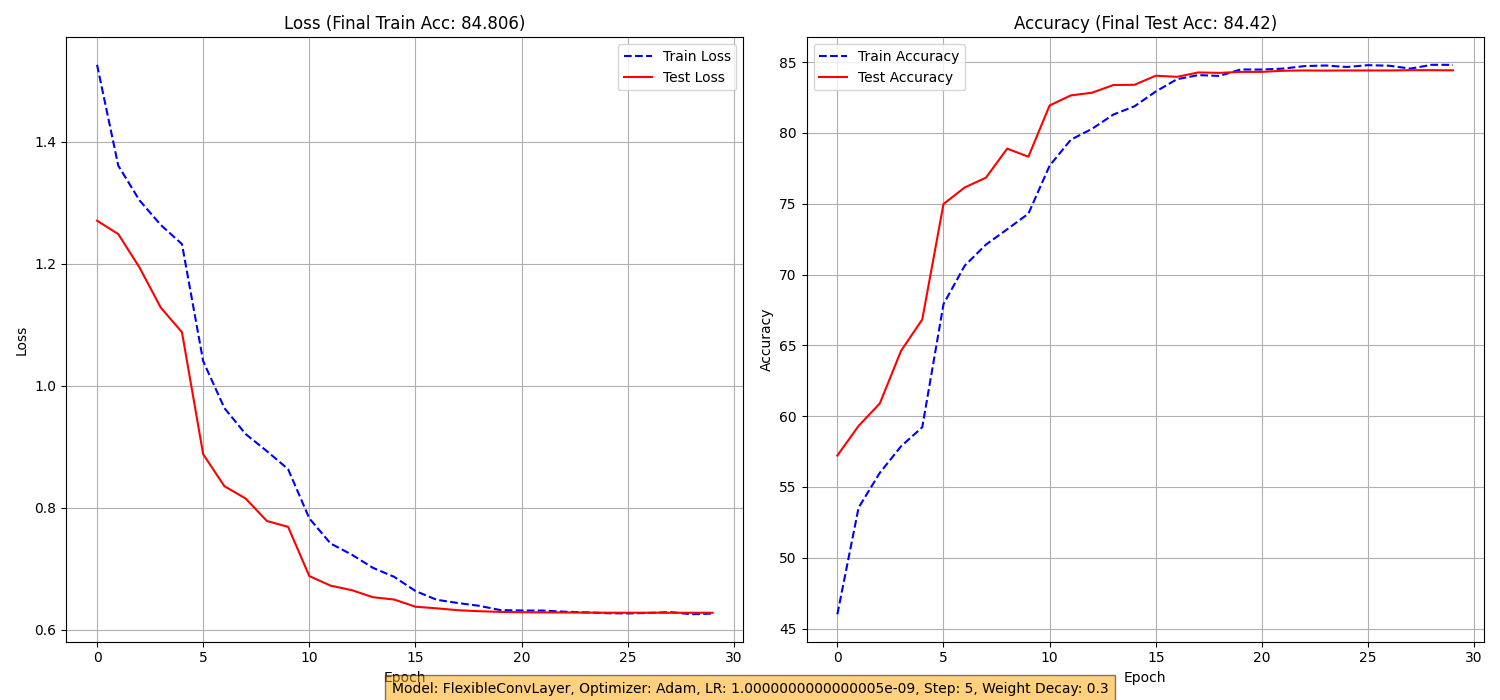 Loss (Final Train Acc: 84.806)
Train Loss
Test Loss
1.4
1.2
1.0
0.8
0.6
Loss
0
5
10
15
20
25
30
Epoch
Accuracy (Final Test Acc: 84.42)
Train Accuracy
Test Accuracy
85
80
75
70
65
60
55
50
45
Accuracy
0
5
10
15
20
25
30
Epoch
Model: FlexibleConvLayer, Optimizer: Adam, LR: 1.0000000000000005e-09, Step: 5, Weight Decay: 0.3